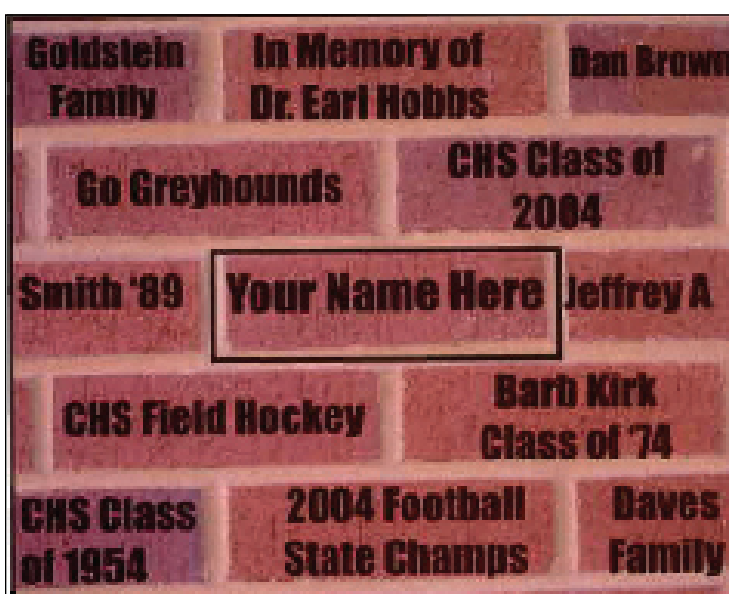 Goldstein
Family
In Memory of
Dr. Earl Hobbs
Dan Brown
Go Greyhounds
CHS Class of
2004
Smith '89
Your Name Here
Jeffrey A
CHS Field Hockey
Barb Kirk
Class of '74
CHS Class
of 1954
2004 Football
State Champs
Daves
Family